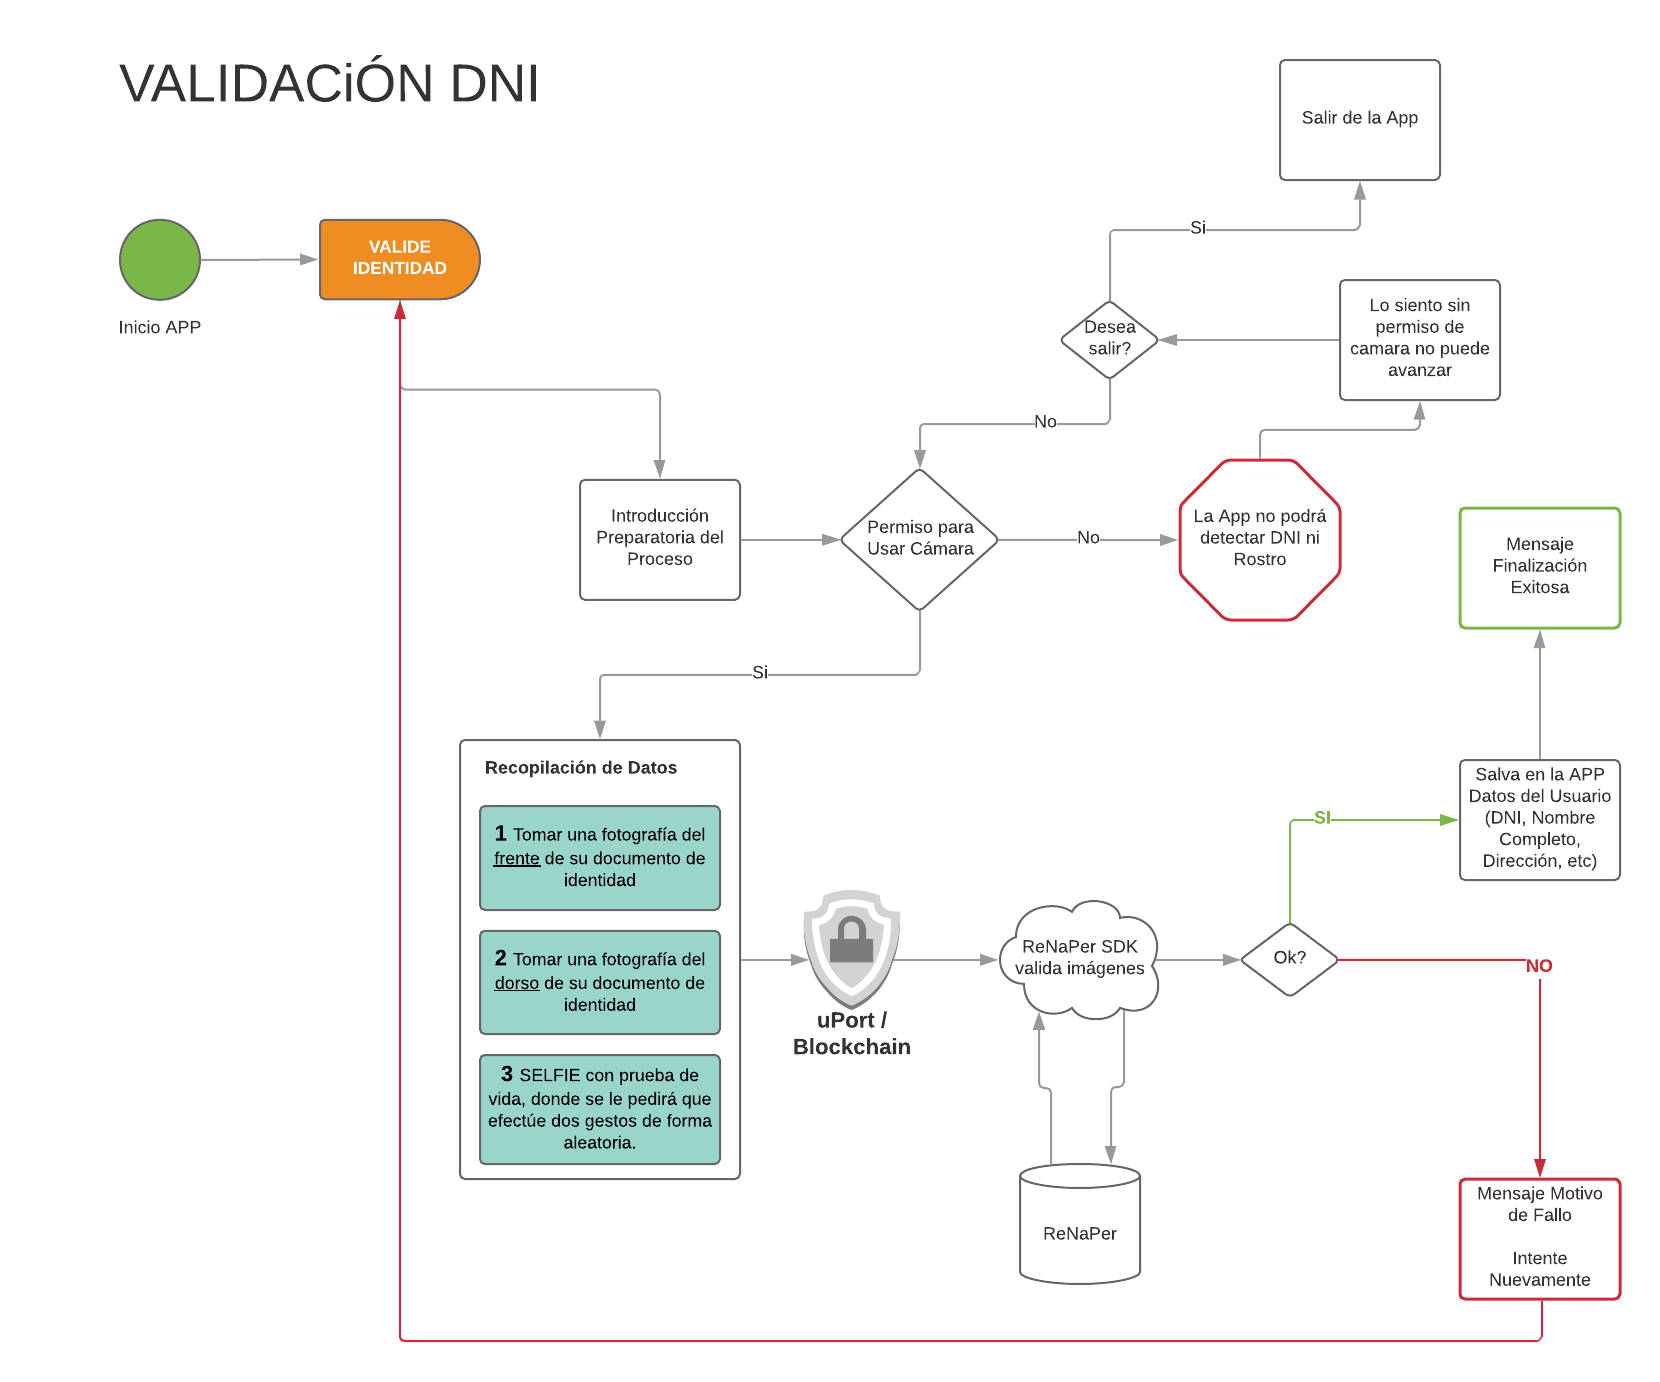 VALIDACiÓN DNI
Salir de la App
Si
VALIDE
IDENTIDAD
Inicio APP
Desea
salir?
Lo siento sin
permiso de
camara no puede
avanzar
No
Introducción
Preparatoria del
Proceso
Permiso para
Usar Cámara
No
La App no podrá
detectar DNI ni
Rostro
Mensaje
Finalización
Exitosa
Si
Recopilación de Datos
1 Tomar una fotografía del
frente de su documento de
identidad
2 Tomar una fotografía del
dorso de su documento de
identidad
3 SELFIE con prueba de
vida, donde se le pedirá que
efectúe dos gestos de forma
aleatoria.
uPort /
Blockchain
ReNaPer SDK
valida imágenes
ReNaPer
Ok?
SI
Salva en la APP
Datos del Usuario
(DNI, Nombre
Completo,
Dirección, etc)
NO
Mensaje Motivo
de Fallo
Intente
Nuevamente